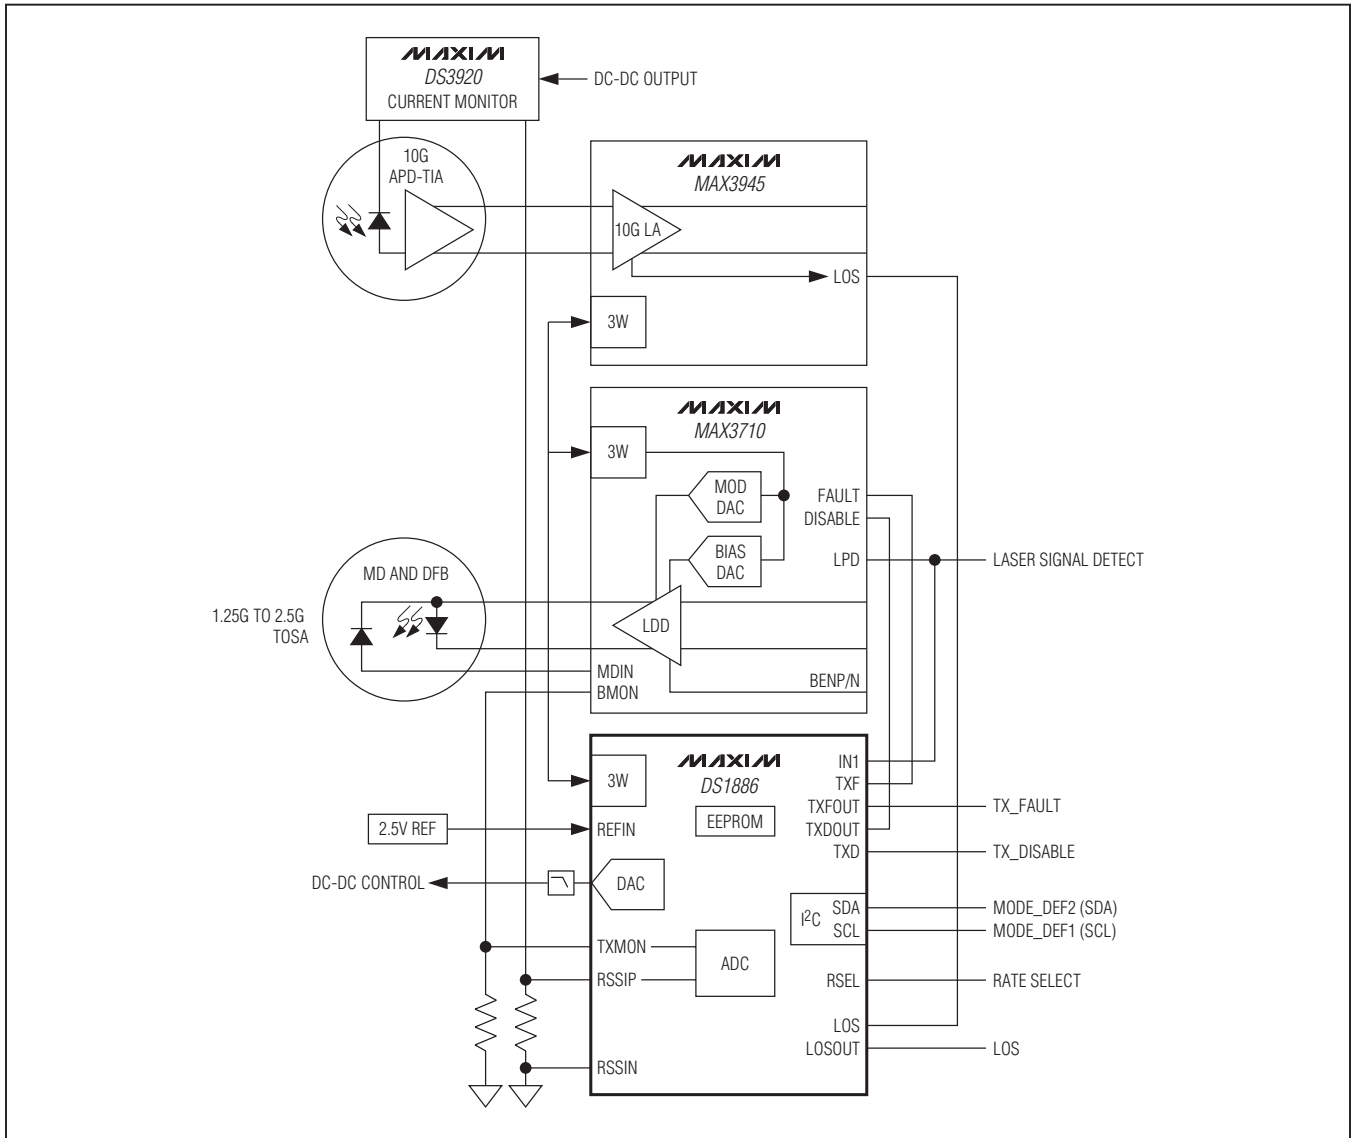 MAXIM
DS3920
CURRENT MONITOR
DC-DC OUTPUT
10G
APD-TIA
MAXIM
MAX3945
10G LA
LOS
3W
MAXIM
MAX3710
3W
MOD
DAC
FAULT
DISABLE
BIAS
DAC
LPD
LASER SIGNAL DETECT
MD AND DFB
1.25G TO 2.5G
TOSA
LDD
MDIN
BMON
BENP/N
MAXIM
DS1886
3W
EEPROM
IN1
TXF
TXFOUT
TX_FAULT
2.5V REF
REFIN
TXDOUT
TXD
TX_DISABLE
DC-DC CONTROL
DAC
I²C
SDA
MODE_DEF2 (SDA)
SCL
MODE_DEF1 (SCL)
TXMON
ADC
RSSIP
RSEL
RATE SELECT
LOS
LOSOUT
LOS
RSSIN